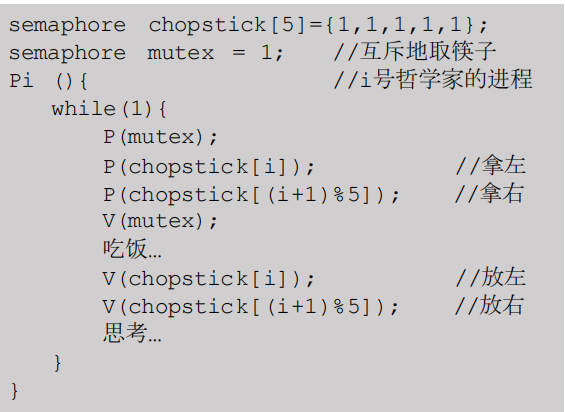 semaphore chopstick[5]={1,1,1,1,1};
semaphore mutex = 1; //互斥地取筷子
Pi (){ //i号哲学家的进程
while(1){
P(mutex);
P(chopstick[i]); //拿左
P(chopstick[(i+1)%5]); //拿右
V(mutex);
吃饭…
V(chopstick[i]); //放左
V(chopstick[(i+1)%5]); //放右
思考…
}
}